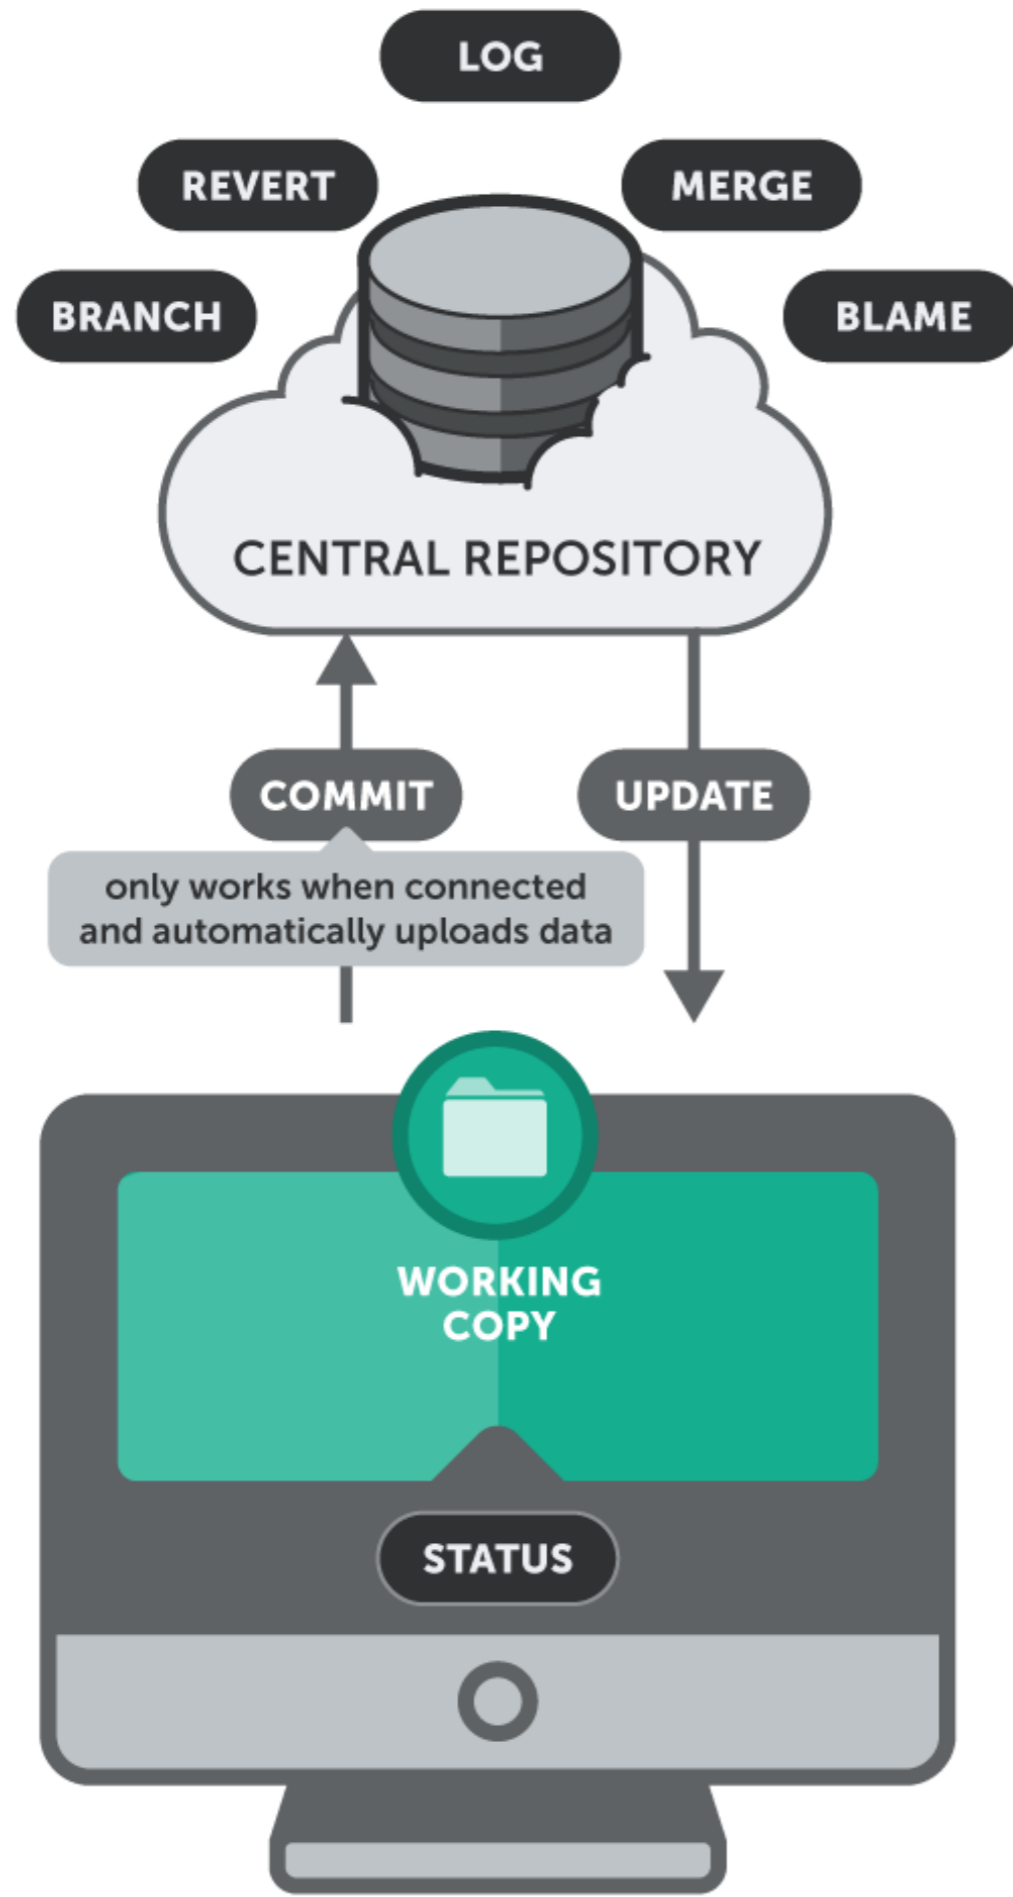 LOG
REVERT
MERGE
BRANCH
BLAME
CENTRAL REPOSITORY
COMMIT
UPDATE
only works when connected
and automatically uploads data
WORKING
COPY
STATUS